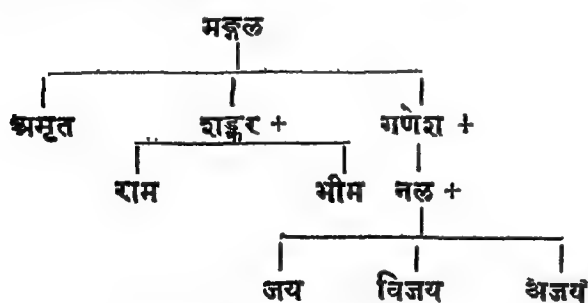 मङ्गल
अमृत शङ्कर + गणेश +
राम भीम नल +
जय विजय अजय